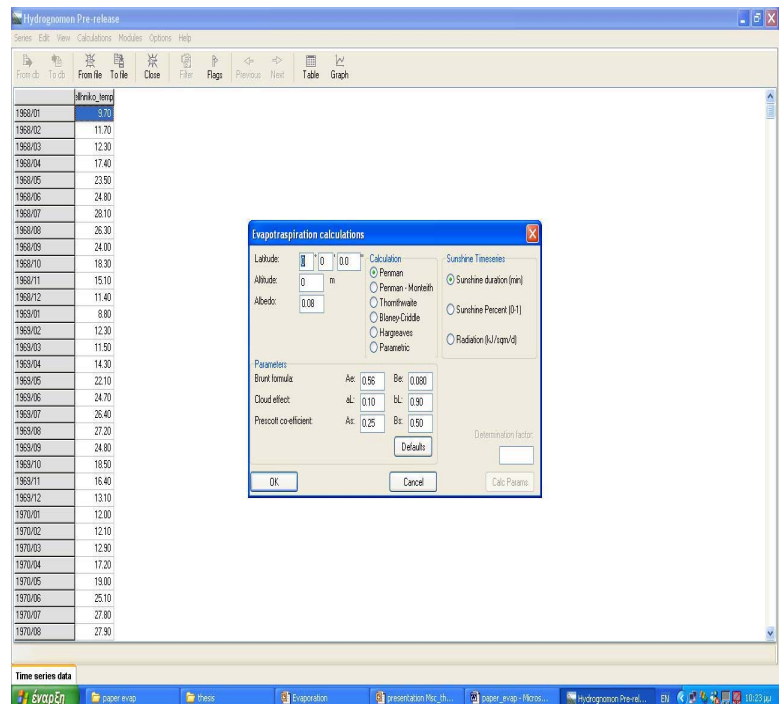 Hydrognomon Pre-release
Series Edit View Calculations Modules Options Help
From db To db From file To file Close Filter Flags Previous Next Table Graph
ellhniko_temp
1968/01 9.70
1968/02 11.70
1968/03 12.30
1968/04 17.40
1968/05 23.50
1968/06 24.80
1968/07 28.10
1968/08 26.30
1968/09 24.00
1968/10 18.30
1968/11 15.10
1968/12 11.40
1969/01 8.80
1969/02 12.30
1969/03 11.50
1969/04 14.30
1969/05 22.10
1969/06 24.70
1969/07 26.40
1969/08 27.20
1969/09 24.80
1969/10 18.50
1969/11 16.40
1969/12 13.10
1970/01 12.00
1970/02 12.10
1970/03 12.90
1970/04 17.20
1970/05 19.00
1970/06 25.10
1970/07 27.80
1970/08 27.90
Evapotraspiration calculations
Latitude: 0 ° 0 ' 0.0 "
Altitude: 0 m
Albedo: 0.08
Calculation
Penman
Penman - Monteith
Thornthwaite
Blaney-Criddle
Hargreaves
Parametric
Sunshine Timeseries
Sunshine duration (min)
Sunshine Percent (0-1)
Radiation (kJ/sqm/d)
Parameters
Brunt formula: Ae: 0.56 Be: 0.080
Cloud effect: aL: 0.10 bL: 0.90
Prescott co-efficient: As: 0.25 Bs: 0.50
Defaults
Determination factor:
OK Cancel Calc Params
Time series data
έναρξη paper evap thesis Evaporation presentation Msc_th... paper_evap - Micros... Hydrognomon Pre-rel... EN 10:23 μμ